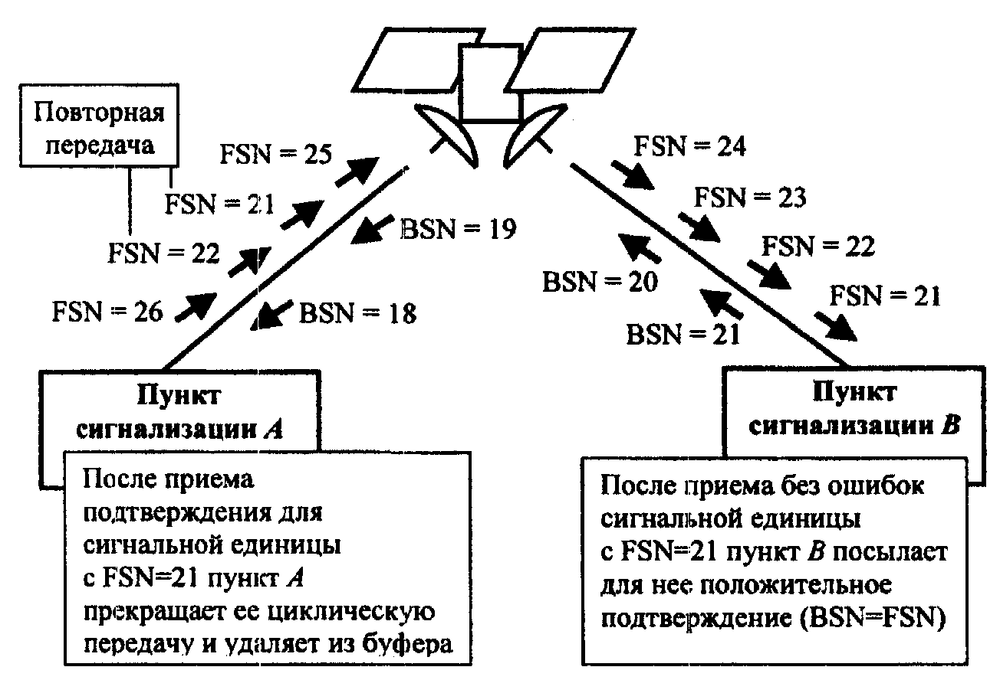 Повторная
передача
FSN = 25
FSN = 21
FSN = 22
FSN = 26
BSN = 19
BSN = 18
FSN = 24
FSN = 23
FSN = 22
FSN = 21
BSN = 20
BSN = 21
Пункт
сигнализации A
После приема
подтверждения для
сигнальной единицы
с FSN=21 пункт A
прекращает ее циклическую
передачу и удаляет из буфера
Пункт
сигнализации B
После приема без ошибок
сигнальной единицы
с FSN=21 пункт B посылает
для нее положительное
подтверждение (BSN=FSN)